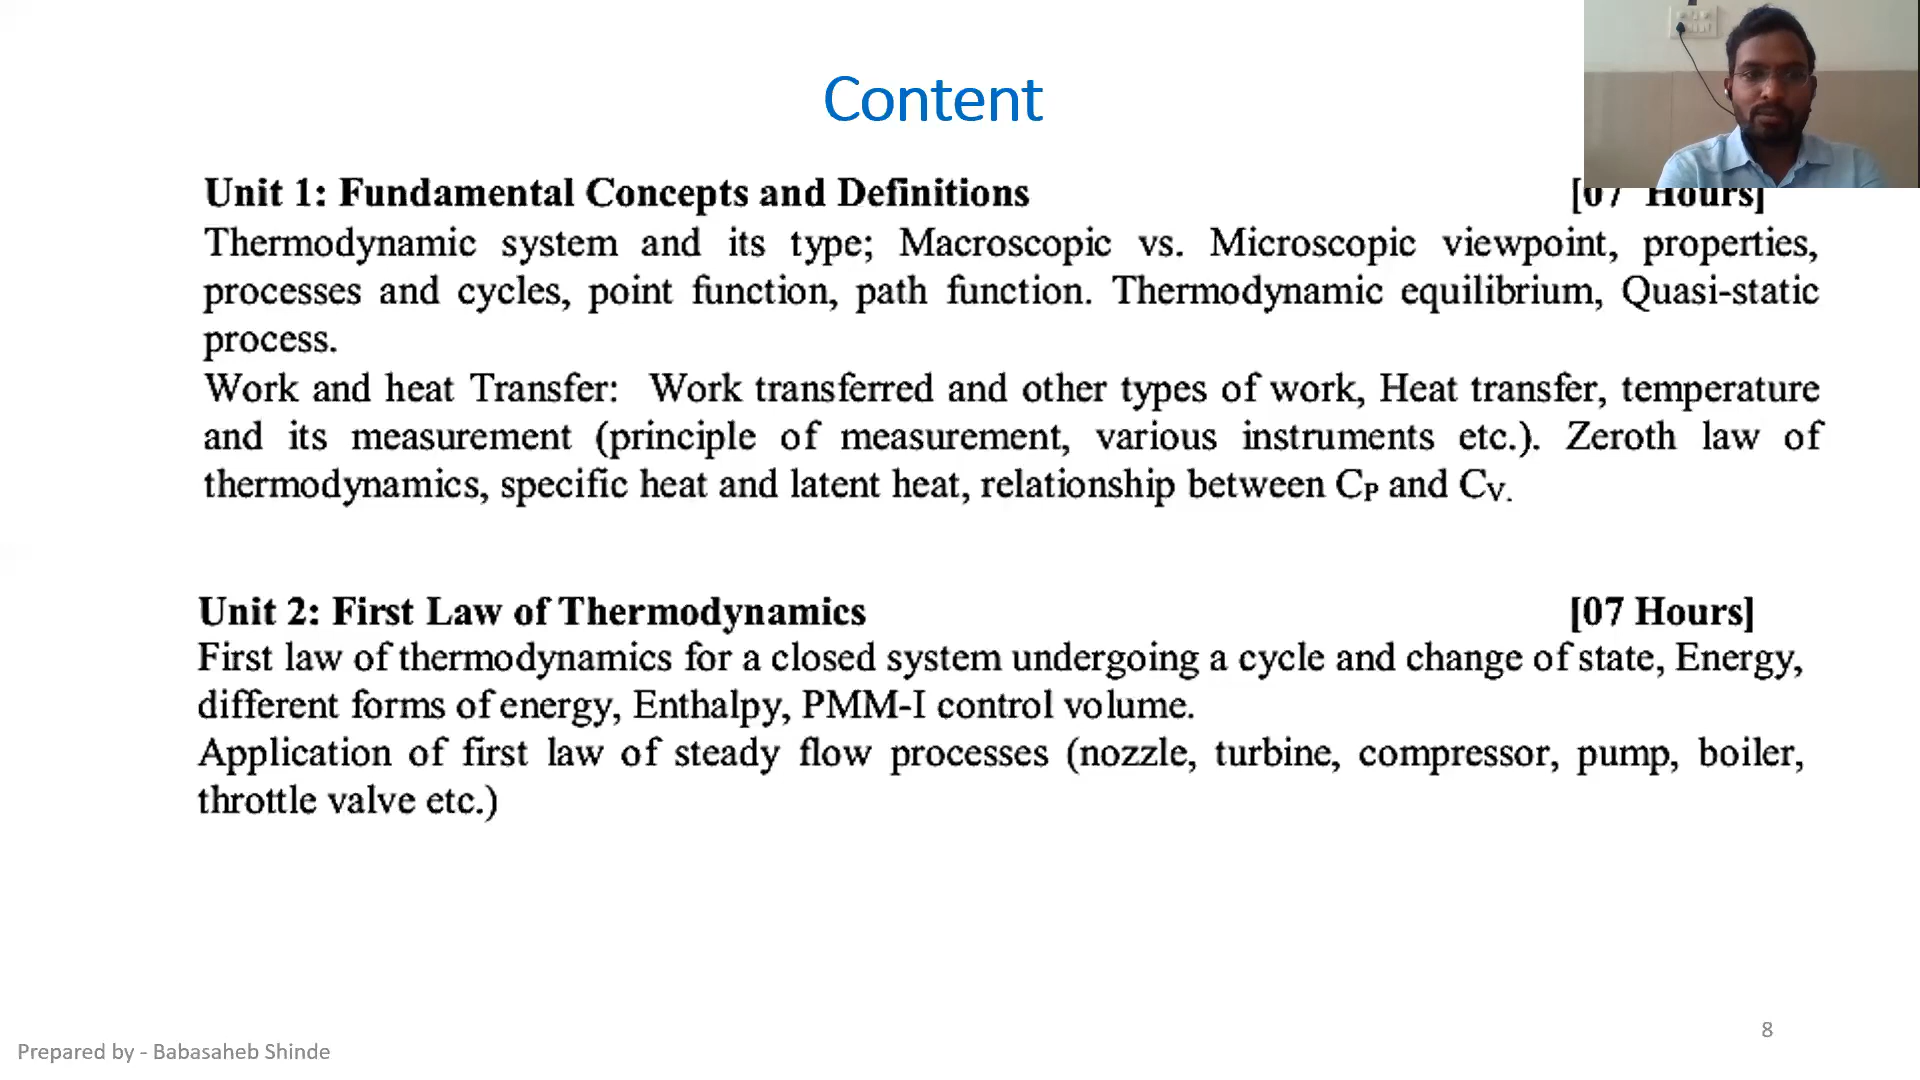 Content
Unit 1: Fundamental Concepts and Definitions [07 Hours]
Thermodynamic system and its type; Macroscopic vs. Microscopic viewpoint, properties,
processes and cycles, point function, path function. Thermodynamic equilibrium, Quasi-static
process.
Work and heat Transfer: Work transferred and other types of work, Heat transfer, temperature
and its measurement (principle of measurement, various instruments etc.). Zeroth law of
thermodynamics, specific heat and latent heat, relationship between CP and CV.
Unit 2: First Law of Thermodynamics [07 Hours]
First law of thermodynamics for a closed system undergoing a cycle and change of state, Energy,
different forms of energy, Enthalpy, PMM-I control volume.
Application of first law of steady flow processes (nozzle, turbine, compressor, pump, boiler,
throttle valve etc.)
8
Prepared by - Babasaheb Shinde